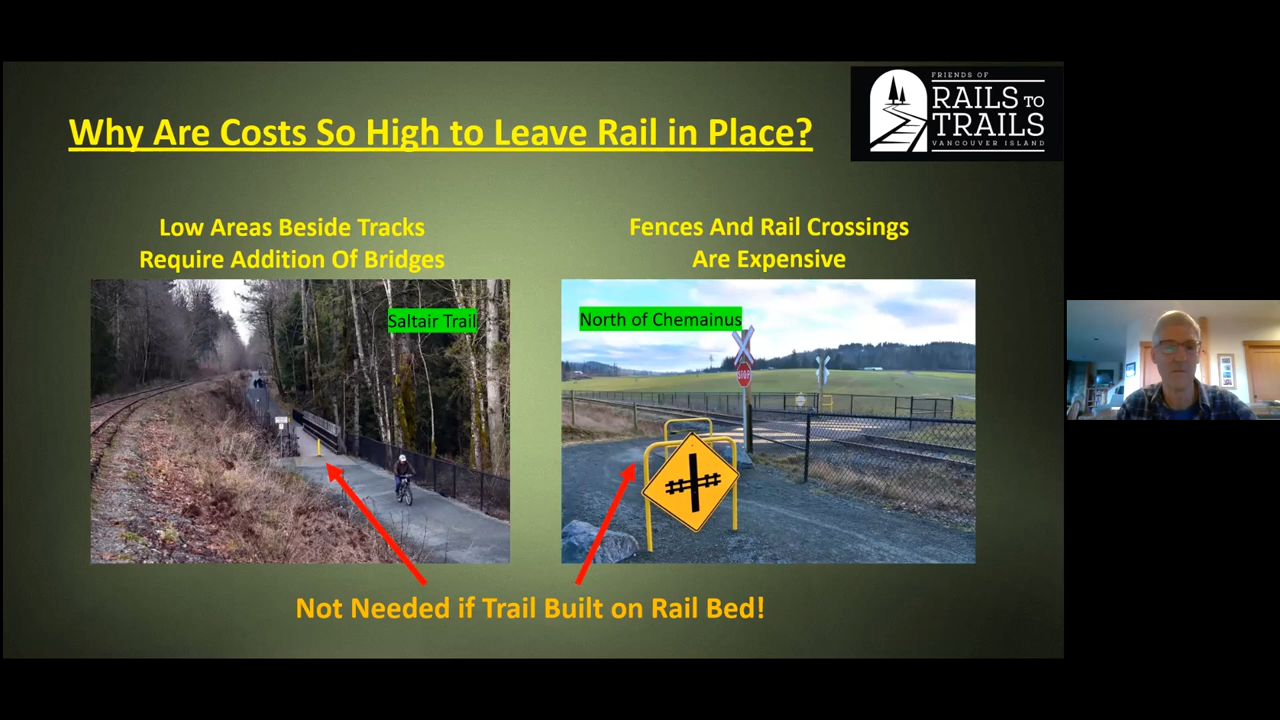 Why Are Costs So High to Leave Rail in Place?
FRIENDS OF
RAILS TO
TRAILS
VANCOUVER ISLAND
Low Areas Beside Tracks
Require Addition Of Bridges
Fences And Rail Crossings
Are Expensive
Saltair Trail
North of Chemainus
STOP
Not Needed if Trail Built on Rail Bed!